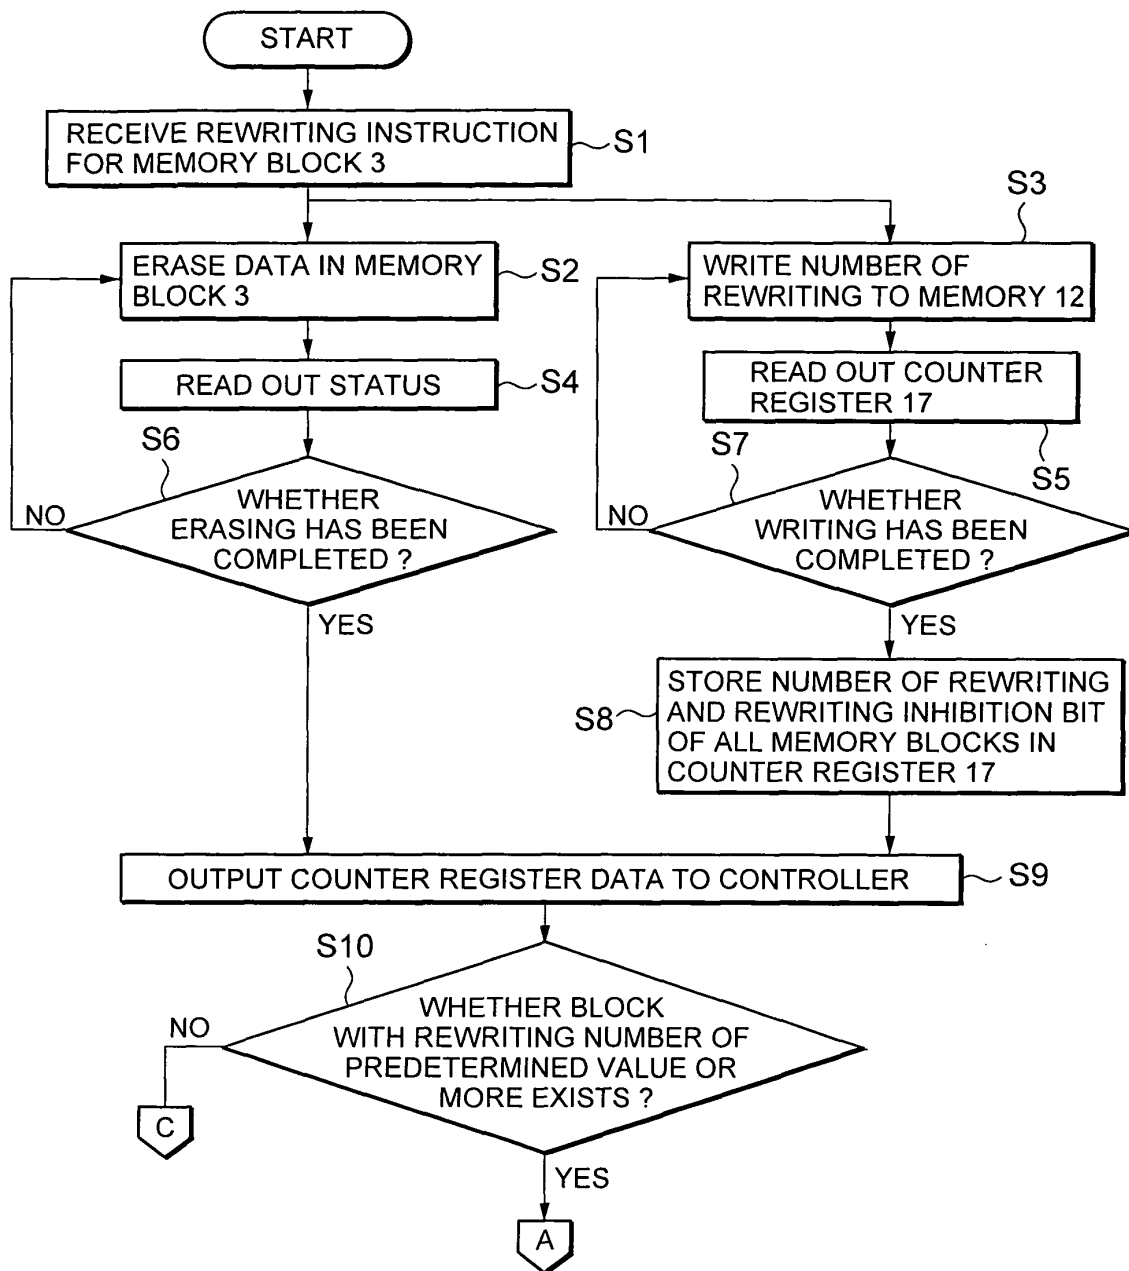 START
RECEIVE REWRITING INSTRUCTION
FOR MEMORY BLOCK 3
S1
S3
ERASE DATA IN MEMORY
BLOCK 3
S2
WRITE NUMBER OF
REWRITING TO MEMORY 12
READ OUT STATUS
S4
READ OUT COUNTER
REGISTER 17
S5
S6
WHETHER
ERASING HAS BEEN
COMPLETED ?
NO
YES
S7
WHETHER
WRITING HAS BEEN
COMPLETED ?
NO
YES
S8
STORE NUMBER OF REWRITING
AND REWRITING INHIBITION BIT
OF ALL MEMORY BLOCKS IN
COUNTER REGISTER 17
OUTPUT COUNTER REGISTER DATA TO CONTROLLER
S9
S10
WHETHER BLOCK
WITH REWRITING NUMBER OF
PREDETERMINED VALUE OR
MORE EXISTS ?
NO
C
YES
A